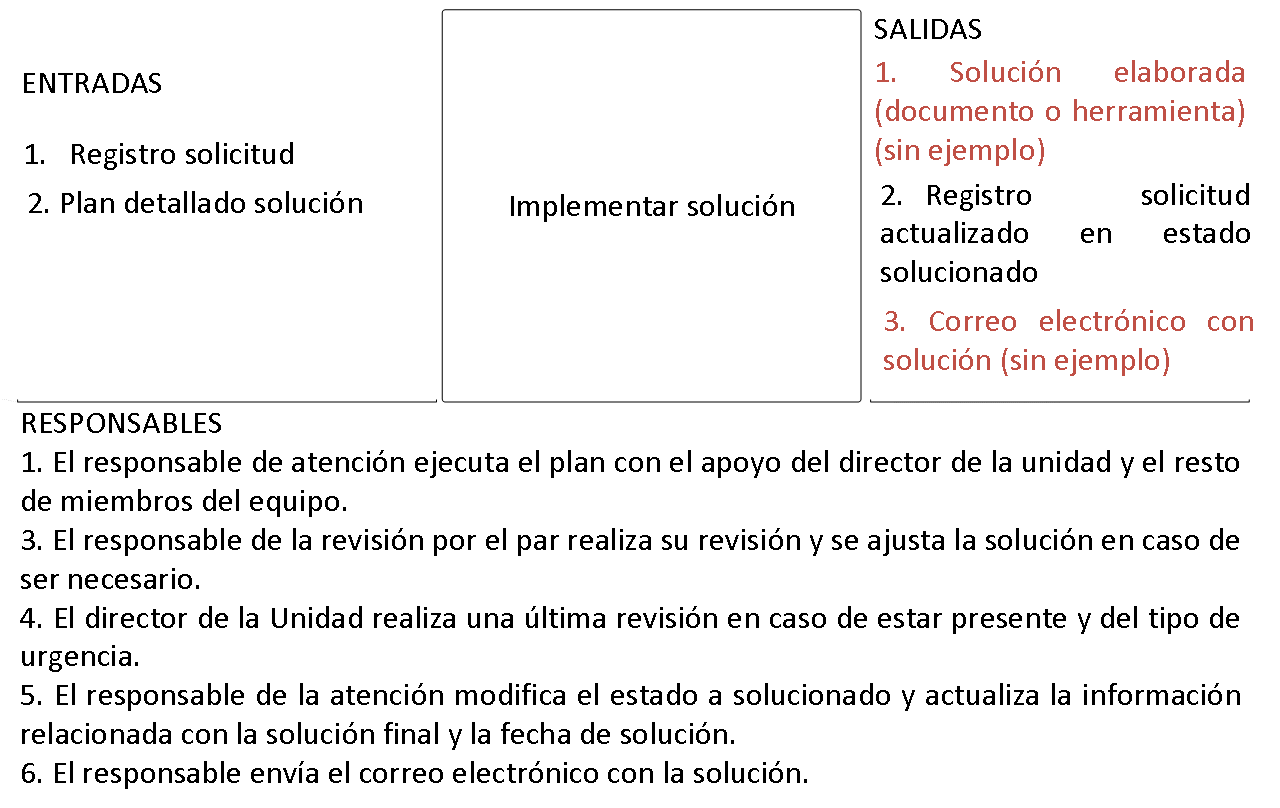 ENTRADAS
1. Registro solicitud
2. Plan detallado solución
Implementar solución
SALIDAS
1. Solución elaborada
(documento o herramienta)
(sin ejemplo)
2. Registro solicitud
actualizado en estado
solucionado
3. Correo electrónico con
solución (sin ejemplo)
RESPONSABLES
1. El responsable de atención ejecuta el plan con el apoyo del director de la unidad y el resto
de miembros del equipo.
3. El responsable de la revisión por el par realiza su revisión y se ajusta la solución en caso de
ser necesario.
4. El director de la Unidad realiza una última revisión en caso de estar presente y del tipo de
urgencia.
5. El responsable de la atención modifica el estado a solucionado y actualiza la información
relacionada con la solución final y la fecha de solución.
6. El responsable envía el correo electrónico con la solución.